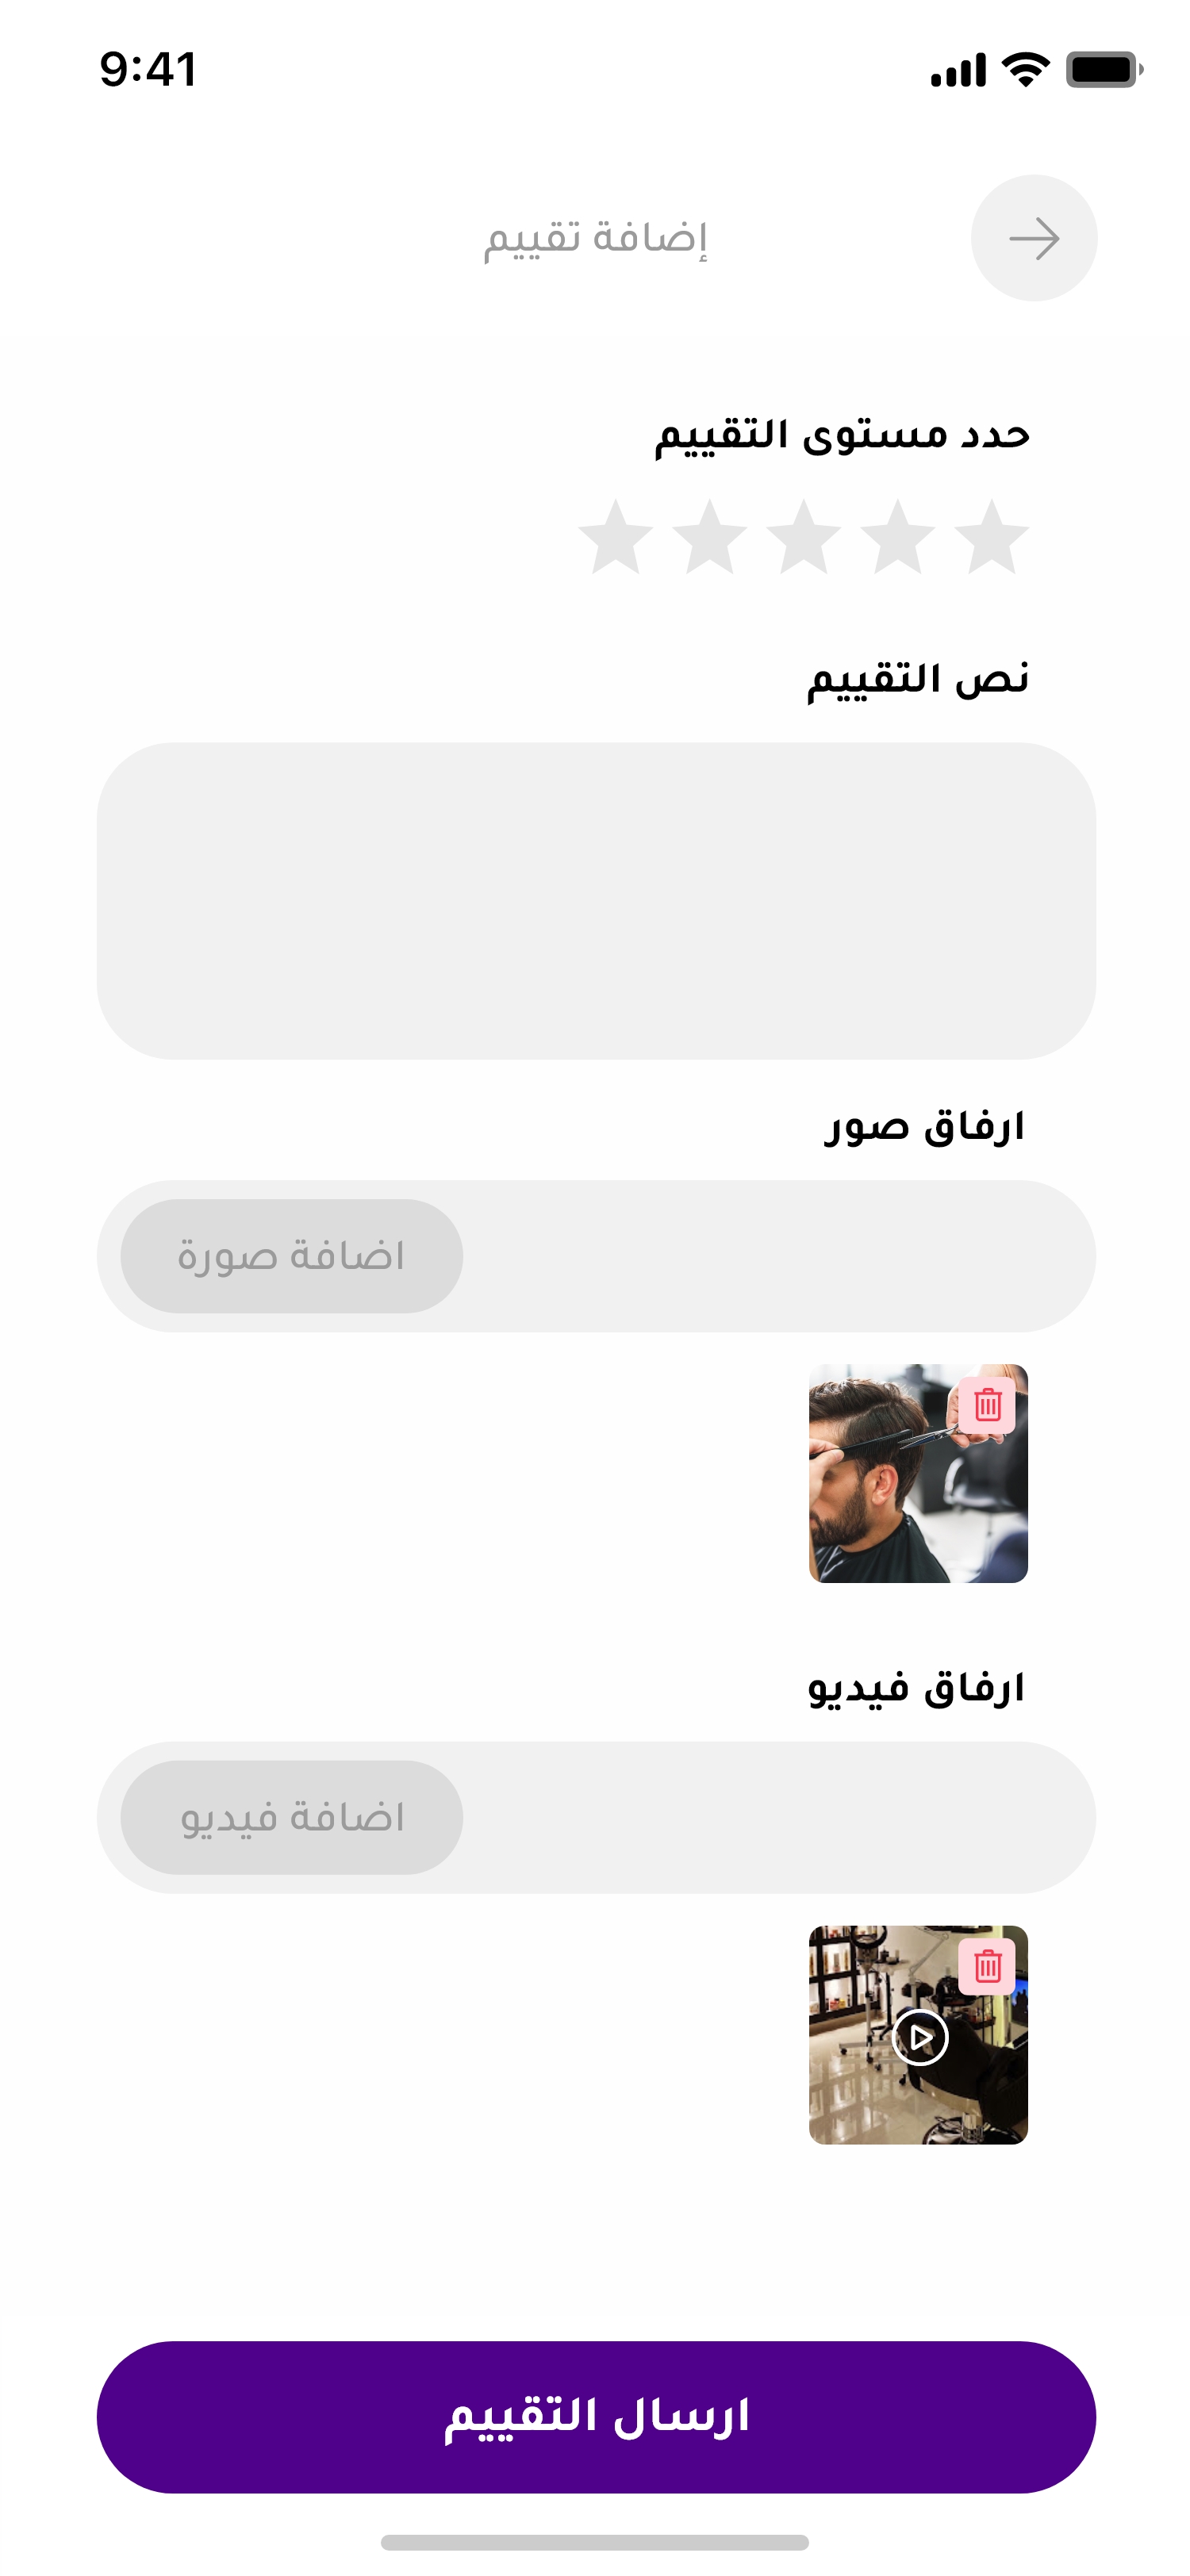 9:41
إضافة تقييم
حدد مستوى التقييم
نص التقييم
ارفاق صور
اضافة صورة
ارفاق فيديو
اضافة فيديو
ارسال التقييم